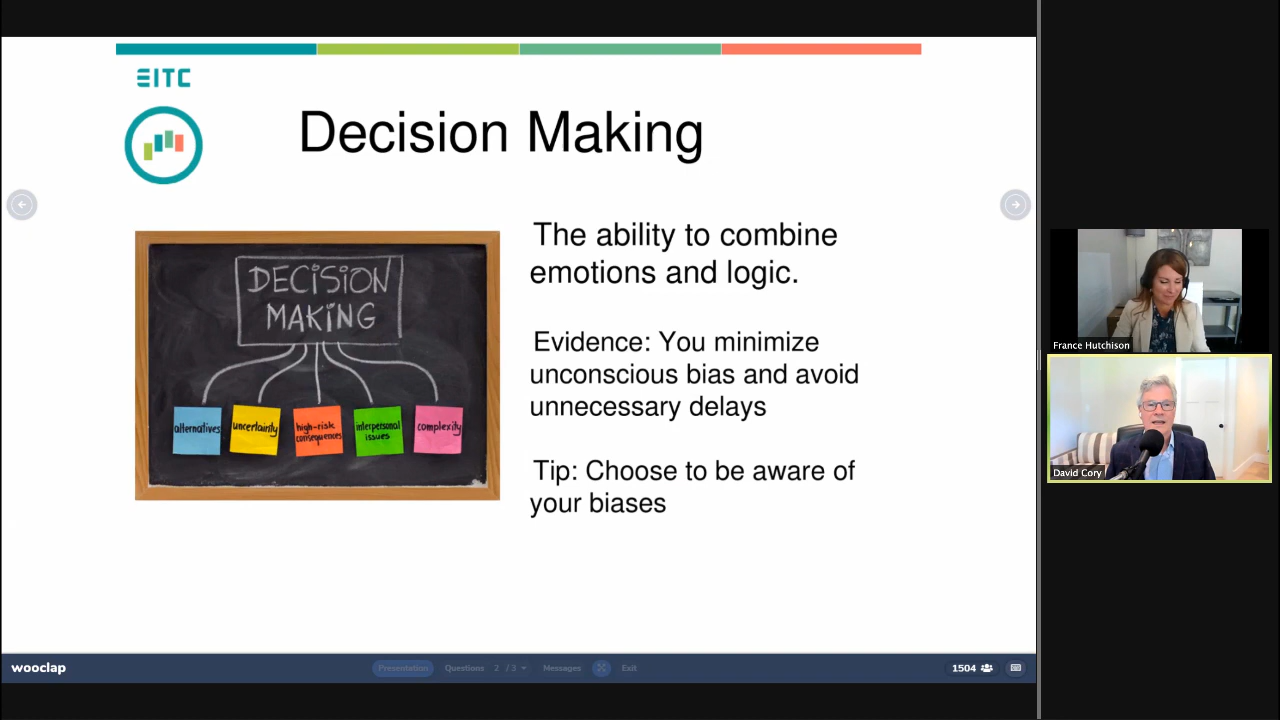 EITC
Decision Making
DECISION
MAKING
alternatives
uncertainty
high-risk
consequences
interpersonal
issues
complexity
The ability to combine
emotions and logic.
Evidence: You minimize
unconscious bias and avoid
unnecessary delays
Tip: Choose to be aware of
your biases
France Hutchison
David Cory
wooclap
Presentation
Questions 2 / 3
Messages
Exit
1504